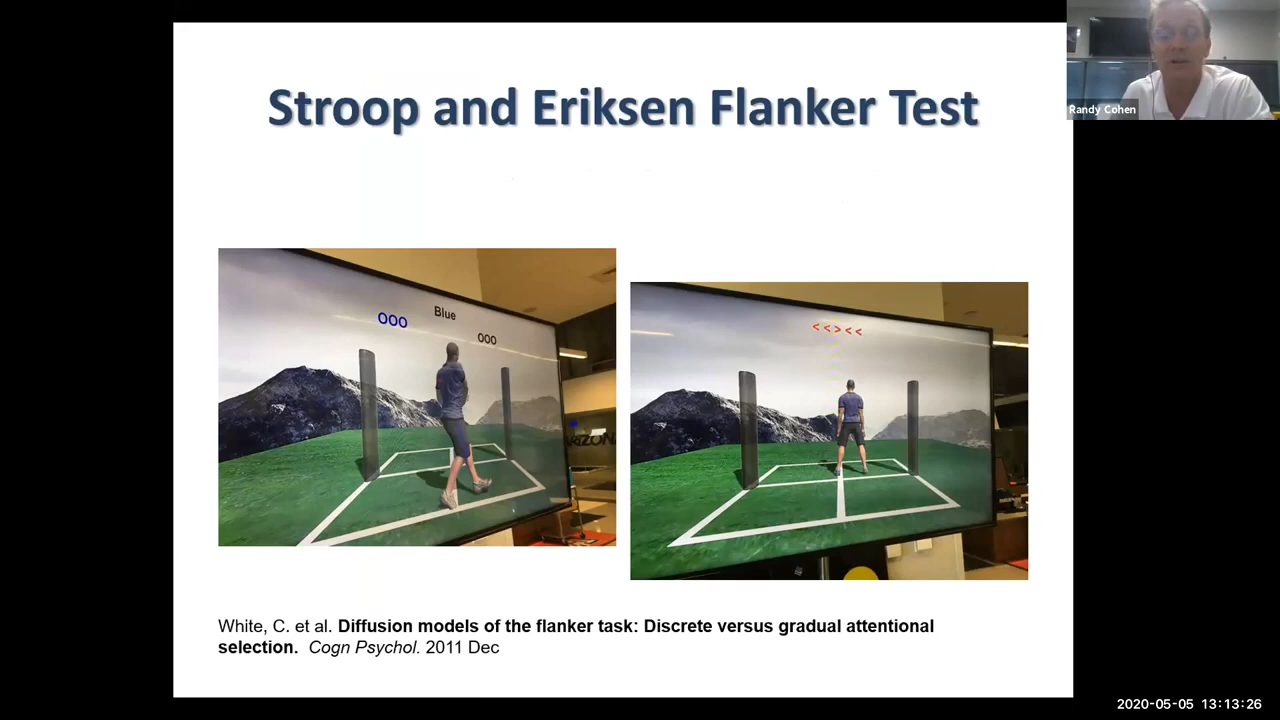 Stroop and Eriksen Flanker Test
Randy Cohen
Blue
OOO
OOO
< < > < <
ARIZONA
White, C. et al. Diffusion models of the flanker task: Discrete versus gradual attentional
selection. Cogn Psychol. 2011 Dec
2020-05-05 13:13:26